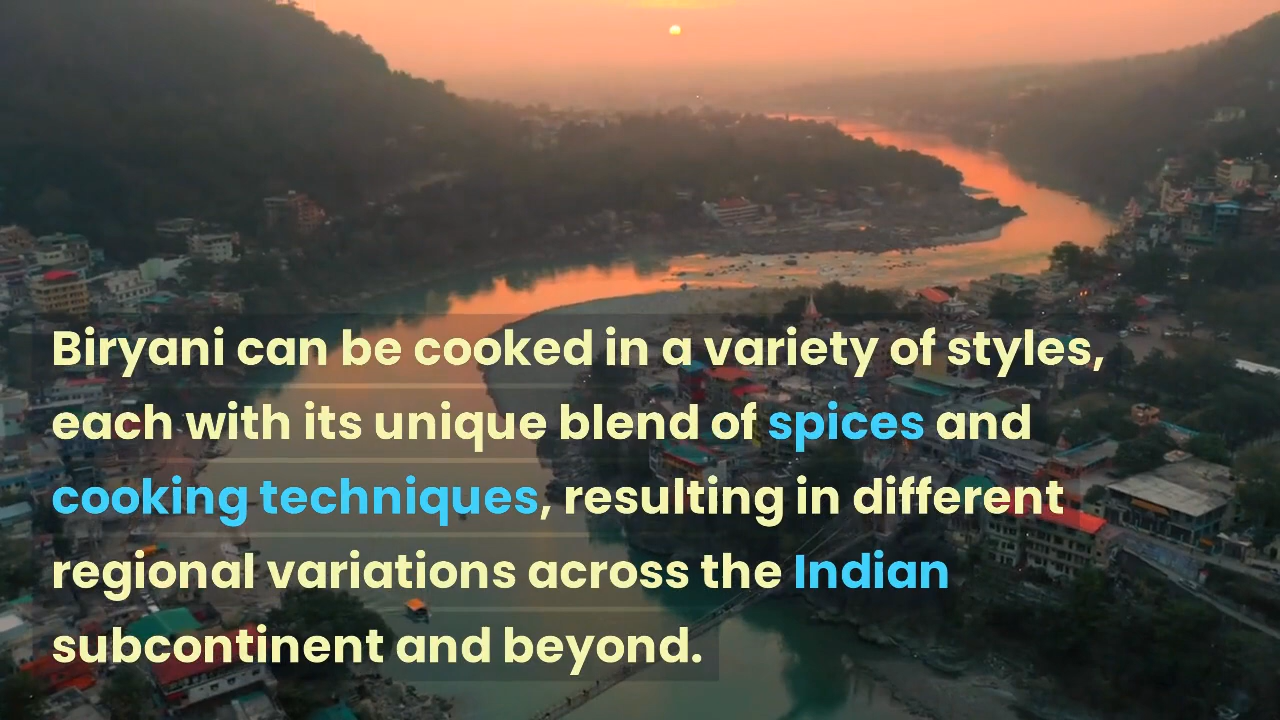 Biryani can be cooked in a variety of styles,
each with its unique blend of spices and
cooking techniques, resulting in different
regional variations across the Indian
subcontinent and beyond.